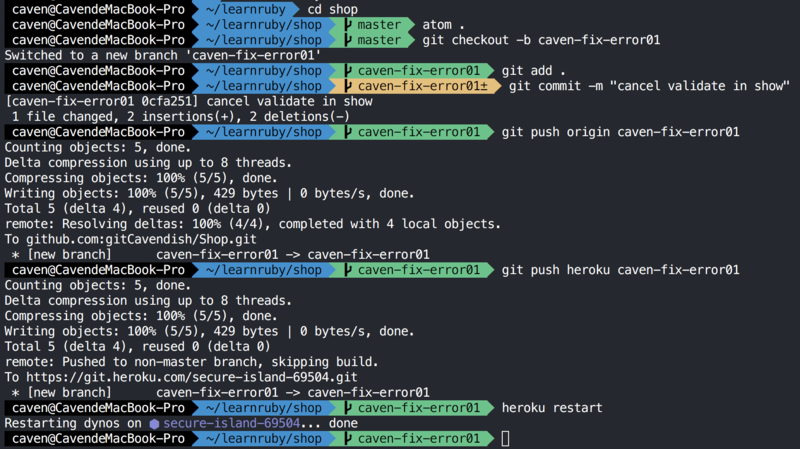 caven@CavendeMacBook-Pro ~/learnruby cd shop
caven@CavendeMacBook-Pro ~/learnruby/shop master atom .
caven@CavendeMacBook-Pro ~/learnruby/shop master git checkout -b caven-fix-error01
Switched to a new branch 'caven-fix-error01'
caven@CavendeMacBook-Pro ~/learnruby/shop caven-fix-error01 git add .
caven@CavendeMacBook-Pro ~/learnruby/shop caven-fix-error01± git commit -m "cancel validate in show"
[caven-fix-error01 0cfa251] cancel validate in show
1 file changed, 2 insertions(+), 2 deletions(-)
caven@CavendeMacBook-Pro ~/learnruby/shop caven-fix-error01 git push origin caven-fix-error01
Counting objects: 5, done.
Delta compression using up to 8 threads.
Compressing objects: 100% (5/5), done.
Writing objects: 100% (5/5), 429 bytes | 0 bytes/s, done.
Total 5 (delta 4), reused 0 (delta 0)
remote: Resolving deltas: 100% (4/4), completed with 4 local objects.
To github.com:gitCavendish/Shop.git
* [new branch] caven-fix-error01 -> caven-fix-error01
caven@CavendeMacBook-Pro ~/learnruby/shop caven-fix-error01 git push heroku caven-fix-error01
Counting objects: 5, done.
Delta compression using up to 8 threads.
Compressing objects: 100% (5/5), done.
Writing objects: 100% (5/5), 429 bytes | 0 bytes/s, done.
Total 5 (delta 4), reused 0 (delta 0)
remote: Pushed to non-master branch, skipping build.
To https://git.heroku.com/secure-island-69504.git
* [new branch] caven-fix-error01 -> caven-fix-error01
caven@CavendeMacBook-Pro ~/learnruby/shop caven-fix-error01 heroku restart
Restarting dynos on ⬢ secure-island-69504... done
caven@CavendeMacBook-Pro ~/learnruby/shop caven-fix-error01